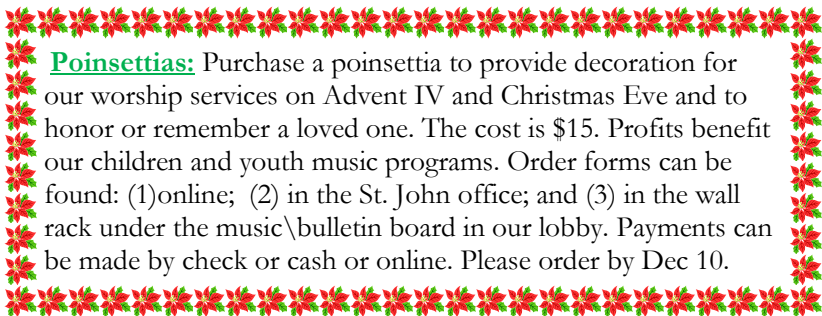 Poinsettias: Purchase a poinsettia to provide decoration for
our worship services on Advent IV and Christmas Eve and to
honor or remember a loved one. The cost is $15. Profits benefit
our children and youth music programs. Order forms can be
found: (1)online;  (2) in the St. John office; and (3) in the wall
rack under the music\bulletin board in our lobby. Payments can
be made by check or cash or online. Please order by Dec 10.